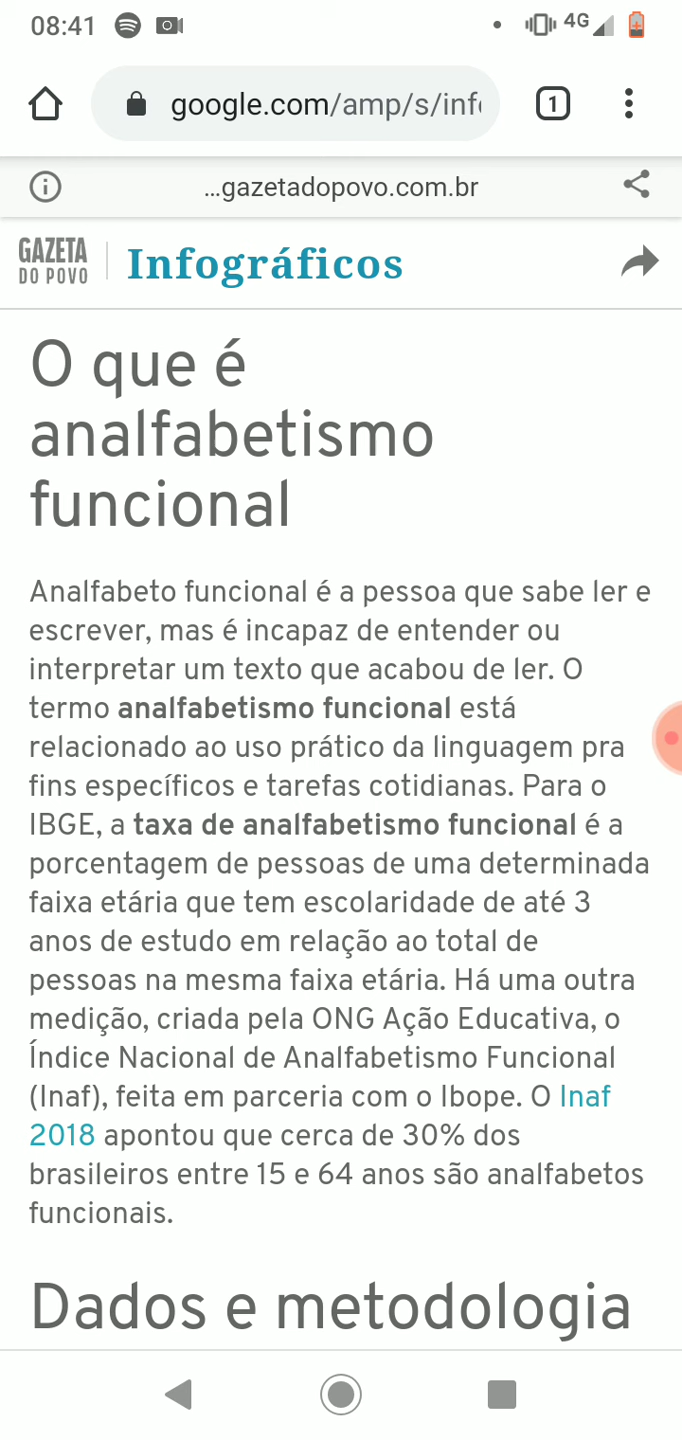 08:41
4G
google.com/amp/s/inf
1
...gazetadopovo.com.br
GAZETA
DO POVO
Infográficos
O que é
analfabetismo
funcional
Analfabeto funcional é a pessoa que sabe ler e
escrever, mas é incapaz de entender ou
interpretar um texto que acabou de ler. O
termo analfabetismo funcional está
relacionado ao uso prático da linguagem pra
fins específicos e tarefas cotidianas. Para o
IBGE, a taxa de analfabetismo funcional é a
porcentagem de pessoas de uma determinada
faixa etária que tem escolaridade de até 3
anos de estudo em relação ao total de
pessoas na mesma faixa etária. Há uma outra
medição, criada pela ONG Ação Educativa, o
Índice Nacional de Analfabetismo Funcional
(Inaf), feita em parceria com o Ibope. O Inaf
2018 apontou que cerca de 30% dos
brasileiros entre 15 e 64 anos são analfabetos
funcionais.
Dados e metodologia